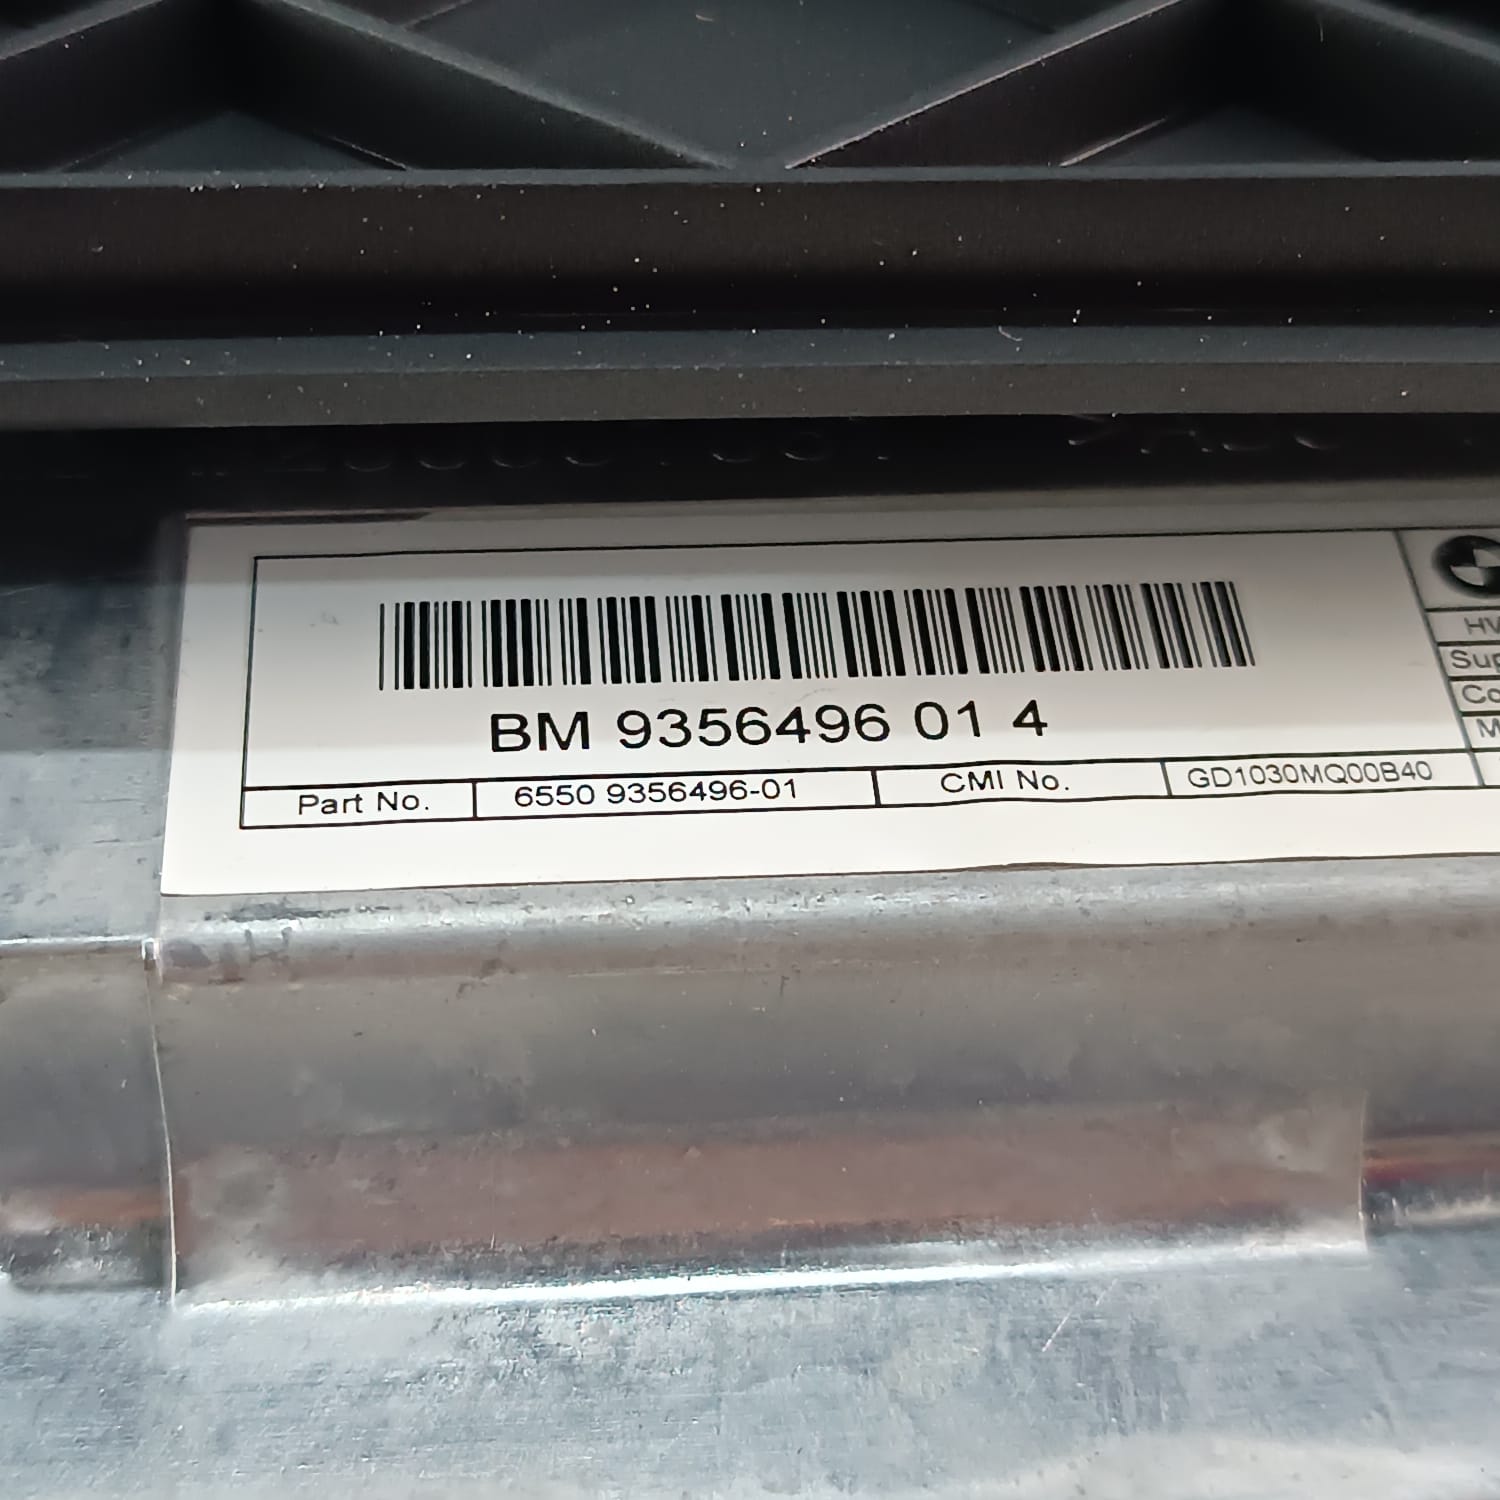 BM 9356496 01 4
Part No.
6550 9356496-01
CMI No.
GD1030MQ00B40